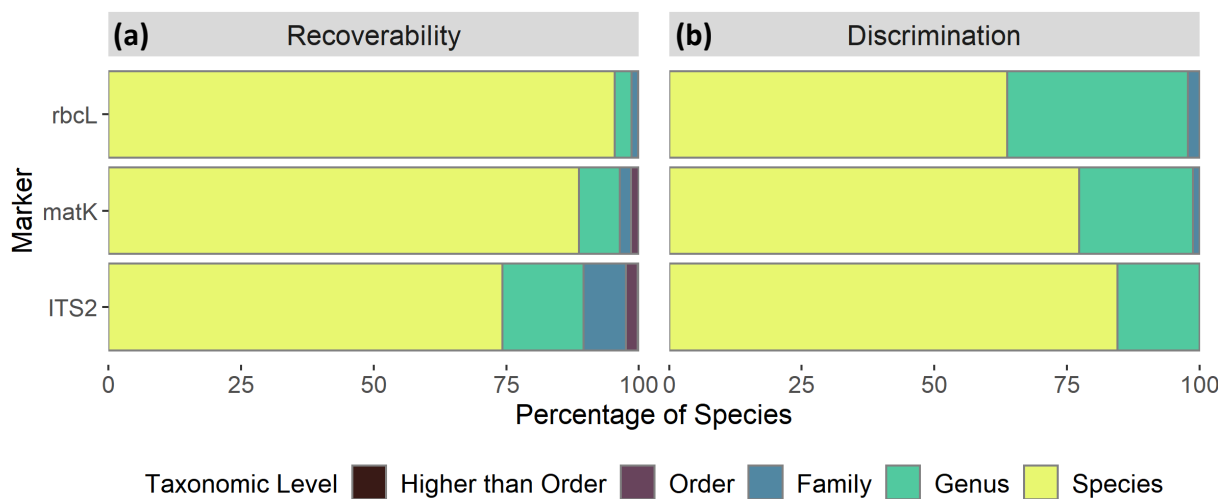 (a) Recoverability
(b) Discrimination
Marker
rbcL
matK
ITS2
0 25 50 75 100
0 25 50 75 100
Percentage of Species
Taxonomic Level Higher than Order Order Family Genus Species